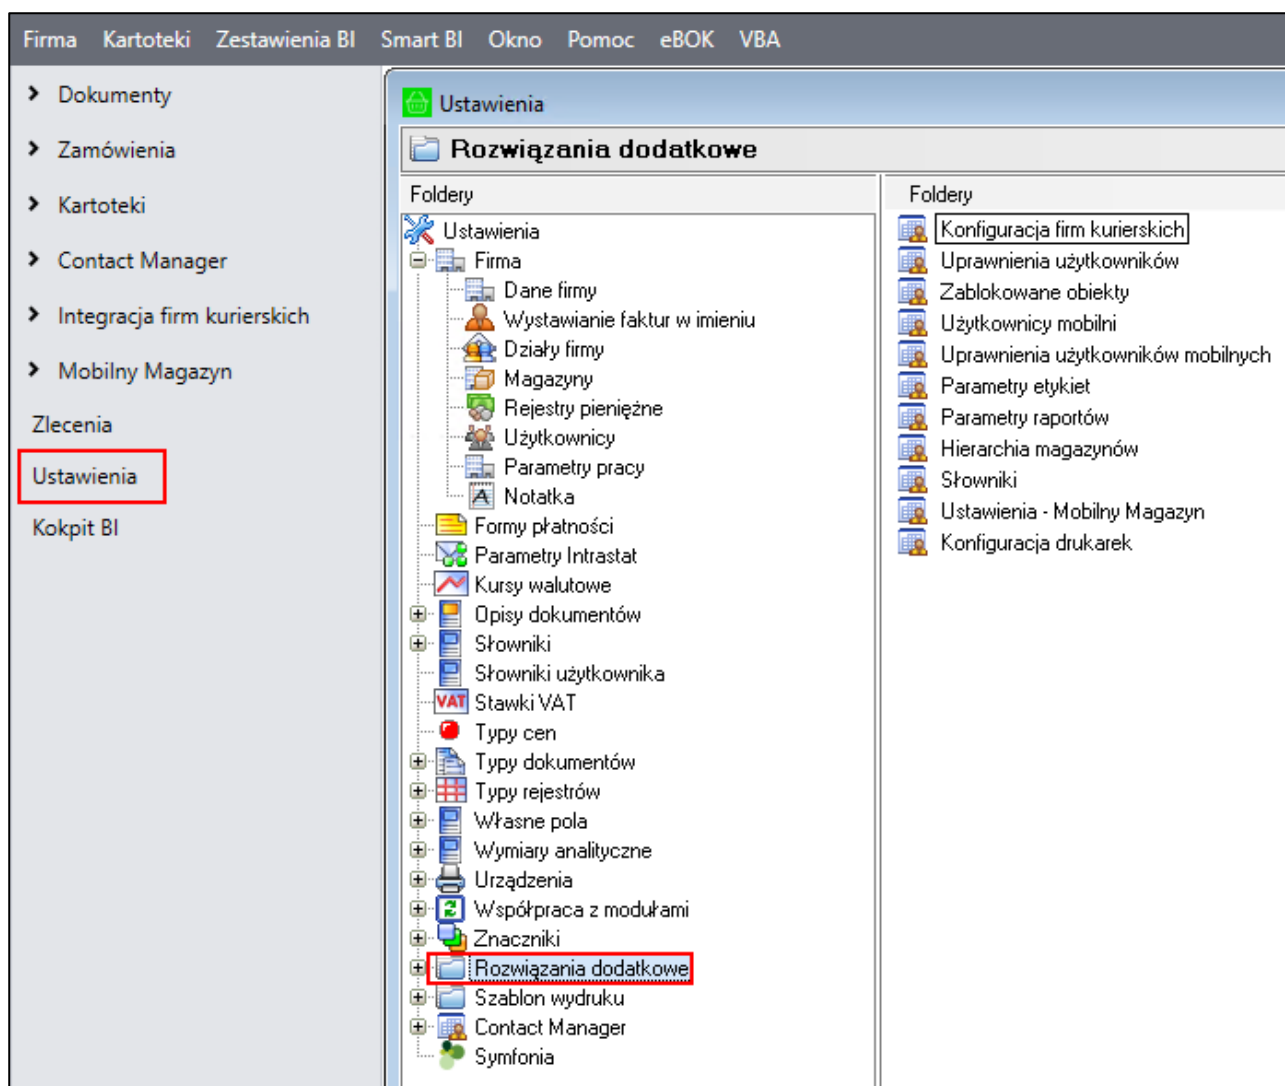 Firma Kartoteki Zestawienia BI Smart BI Okno Pomoc eBOK VBA
Dokumenty
Zamówienia
Kartoteki
Contact Manager
Integracja firm kurierskich
Mobilny Magazyn
Zlecenia
Ustawienia
Kokpit BI
Ustawienia
Rozwiązania dodatkowe
Foldery
Ustawienia
Firma
Dane firmy
Wystawianie faktur w imieniu
Działy firmy
Magazyny
Rejestry pieniężne
Użytkownicy
Parametry pracy
Notatka
Formy płatności
Parametry Intrastat
Kursy walutowe
Opisy dokumentów
Słowniki
Słowniki użytkownika
VAT Stawki VAT
Typy cen
Typy dokumentów
Typy rejestrów
Własne pola
Wymiary analityczne
Urządzenia
Współpraca z modułami
Znaczniki
Rozwiązania dodatkowe
Szablon wydruku
Contact Manager
Symfonia
Foldery
Konfiguracja firm kurierskich
Uprawnienia użytkowników
Zablokowane obiekty
Użytkownicy mobilni
Uprawnienia użytkowników mobilnych
Parametry etykiet
Parametry raportów
Hierarchia magazynów
Słowniki
Ustawienia - Mobilny Magazyn
Konfiguracja drukarek